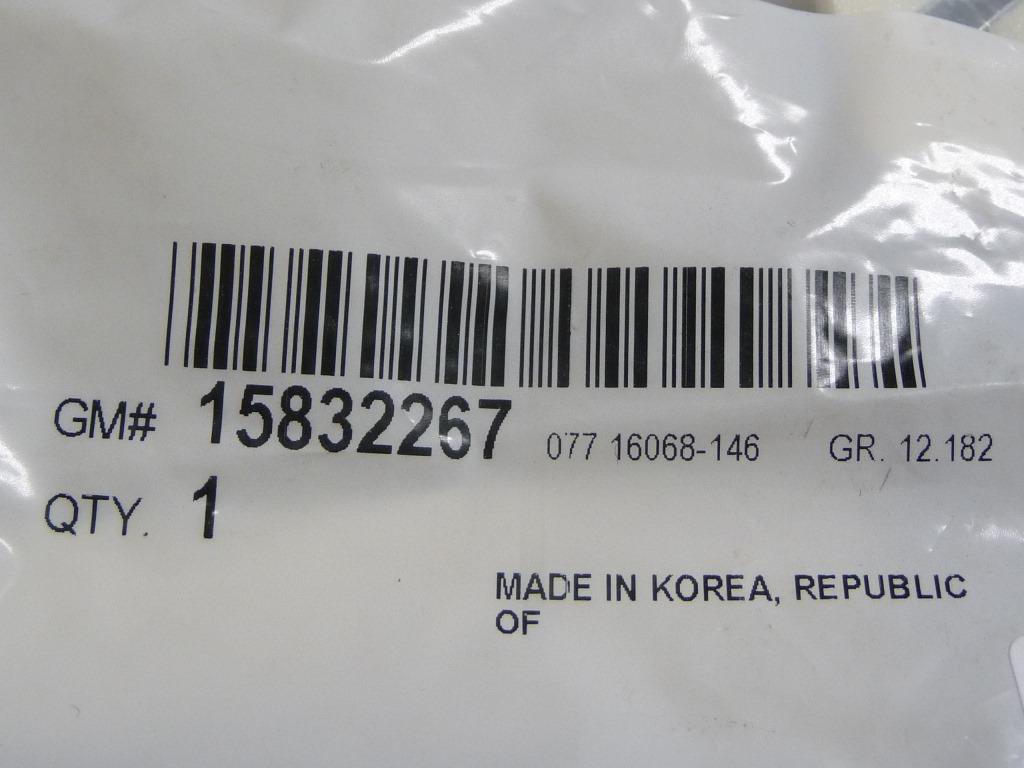 GM# 15832267 077 16068-146 GR. 12.182
QTY. 1
MADE IN KOREA, REPUBLIC
OF